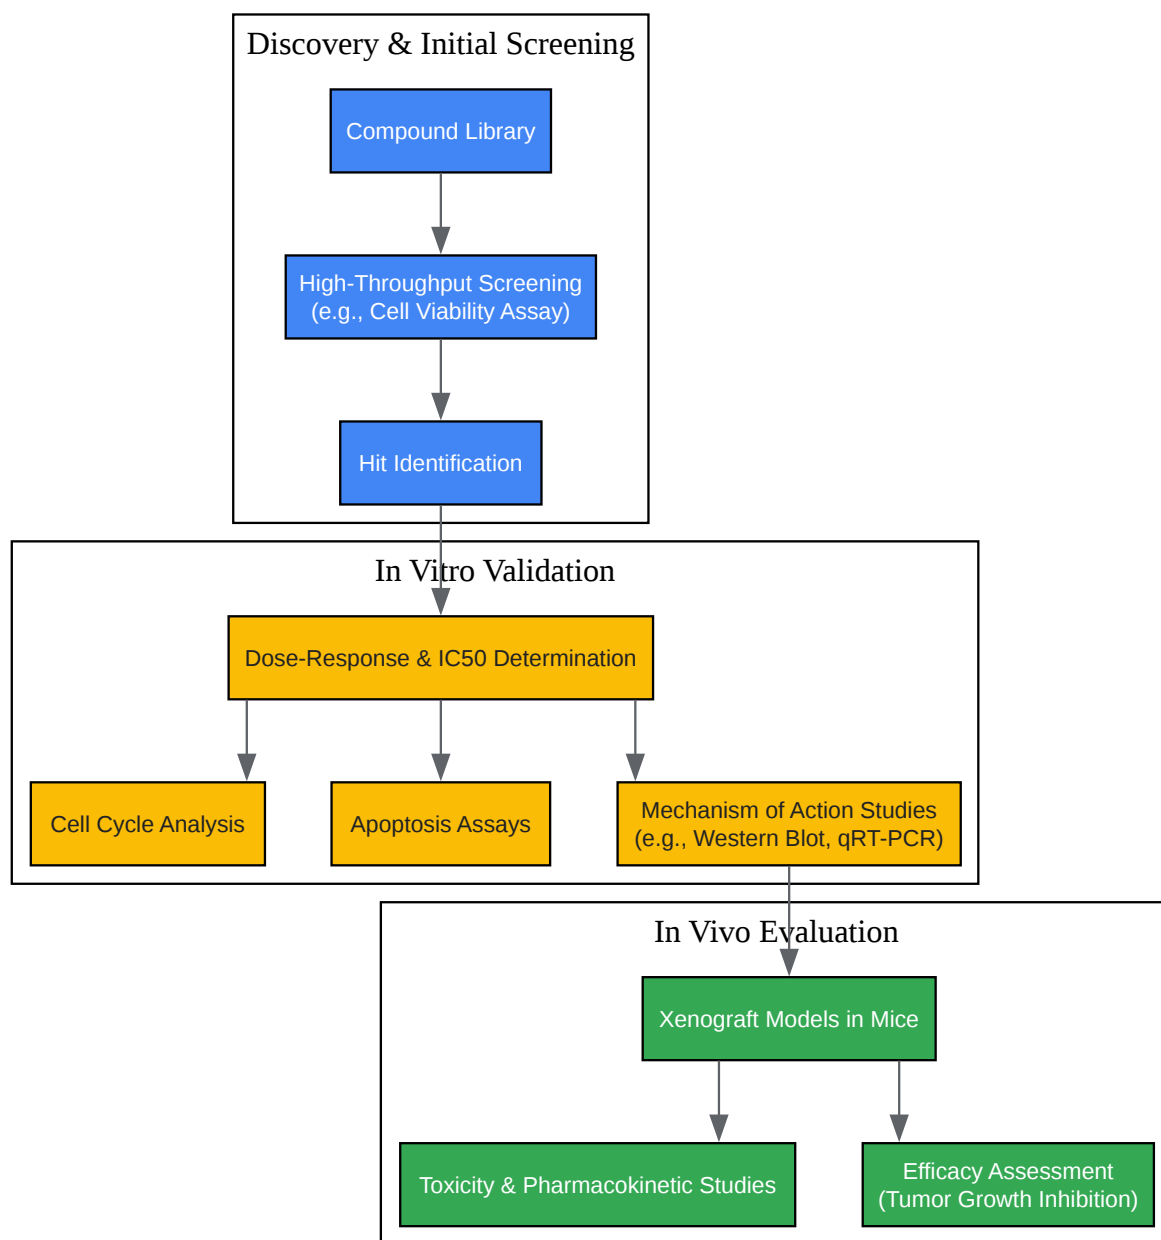 Discovery & Initial Screening
Compound Library
High-Throughput Screening
(e.g., Cell Viability Assay)
Hit Identification
In Vitro Validation
Dose-Response & IC50 Determination
Cell Cycle Analysis
Apoptosis Assays
Mechanism of Action Studies
(e.g., Western Blot, qRT-PCR)
In Vivo Evaluation
Xenograft Models in Mice
Toxicity & Pharmacokinetic Studies
Efficacy Assessment
(Tumor Growth Inhibition)